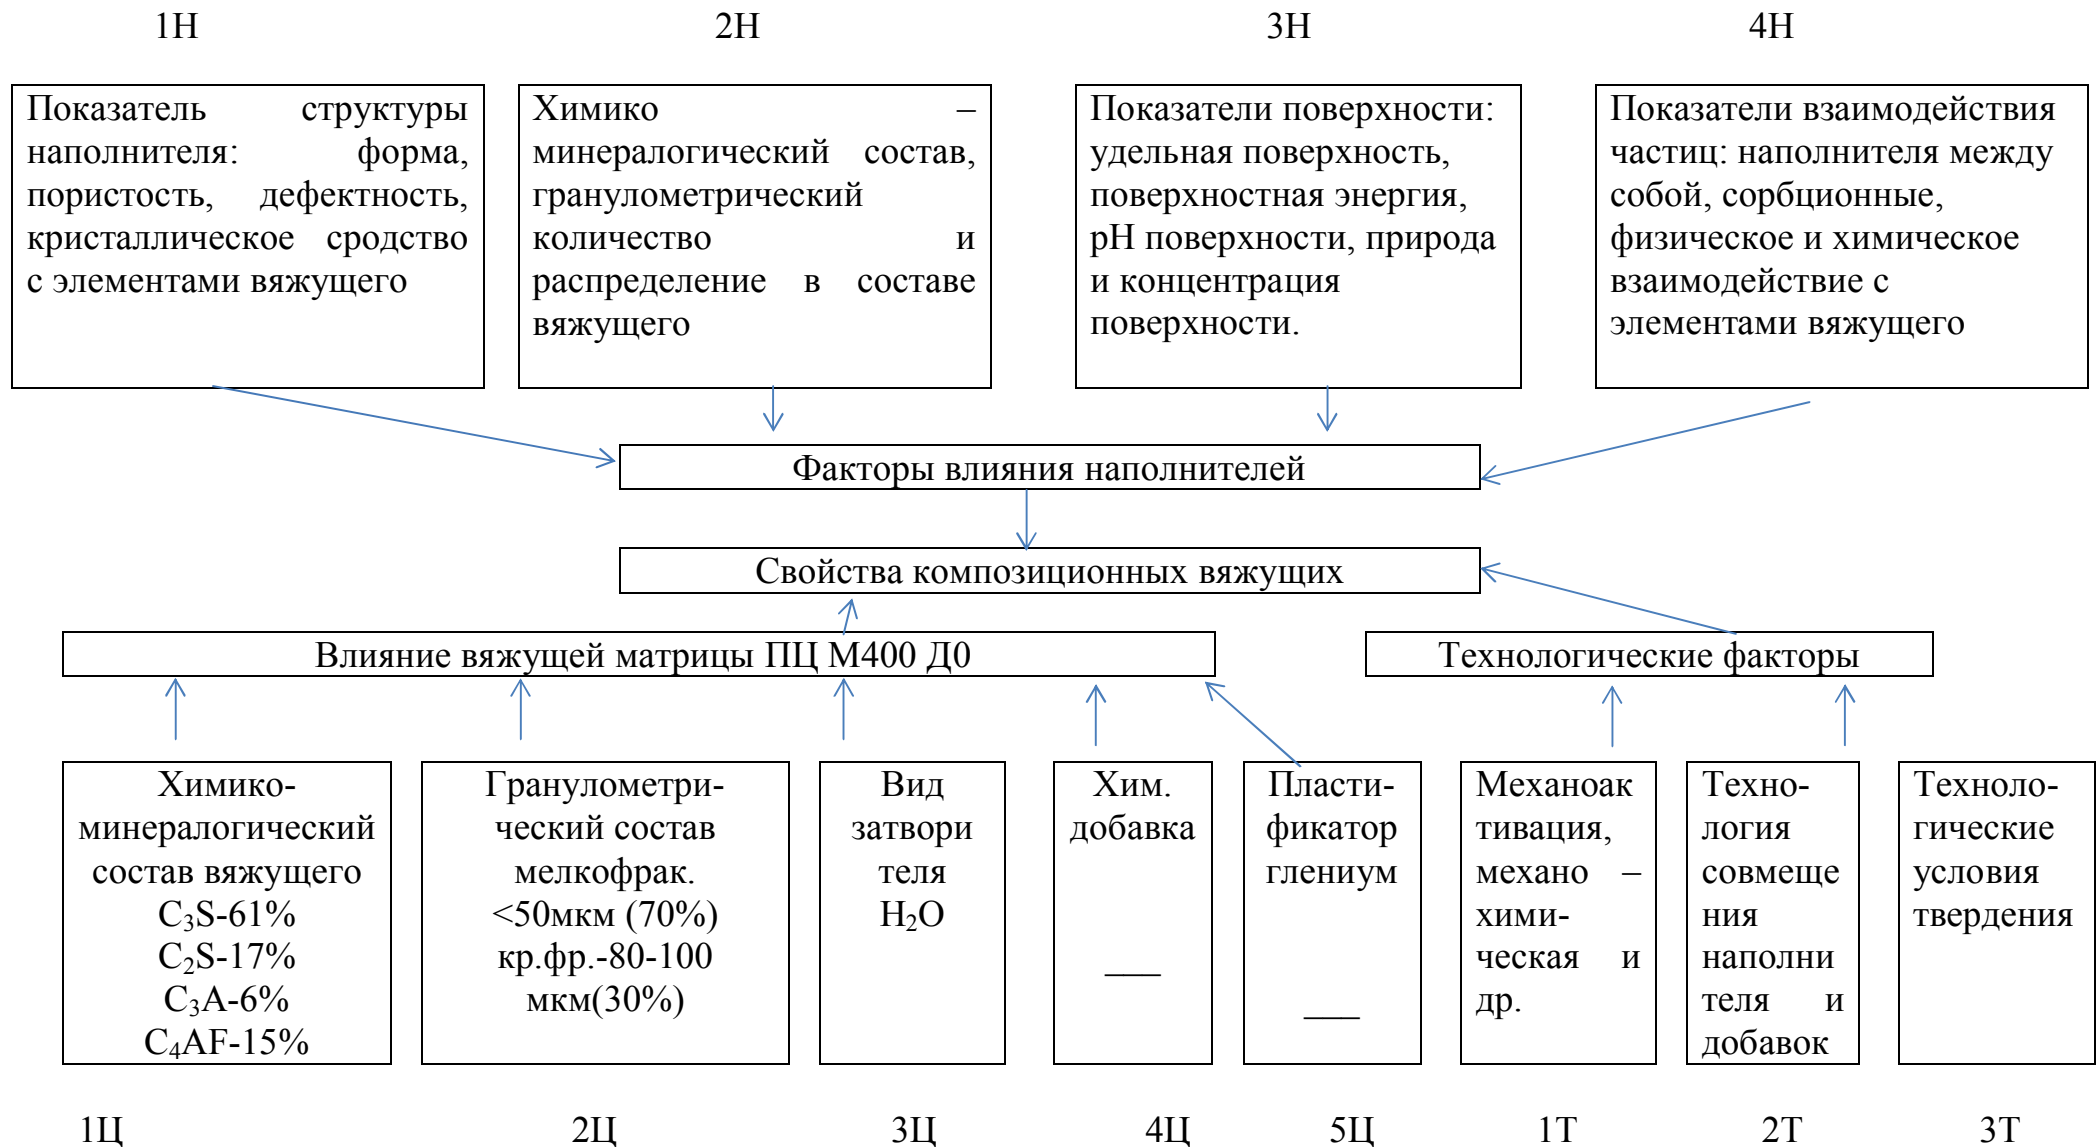 1Н 2Н 3Н 4Н
Показатель структуры
наполнителя: форма,
пористость, дефектность,
кристаллическое сродство
с элементами вяжущего
Химико –
минералогический состав,
гранулометрический
количество и
распределение в составе
вяжущего
Показатели поверхности:
удельная поверхность,
поверхностная энергия,
pH поверхности, природа
и концентрация
поверхности.
Показатели взаимодействия
частиц: наполнителя между
собой, сорбционные,
физическое и химическое
взаимодействие с
элементами вяжущего
Факторы влияния наполнителей
Свойства композиционных вяжущих
Влияние вяжущей матрицы ПЦ М400 Д0
Технологические факторы
Химико-
минералогический
состав вяжущего
C₃S-61%
C₂S-17%
C₃A-6%
C₄AF-15%
Гранулометри-
ческий состав
мелкофрак.
<50мкм (70%)
кр.фр.-80-100
мкм(30%)
Вид
затвори
теля
H₂O
Хим.
добавка
___
Пласти-
фикатор
глениум
___
Механоак
тивация,
механо –
хими-
ческая и
др.
Техно-
логия
совмеще
ния
наполни
теля и
добавок
Техноло-
гические
условия
твердения
1Ц 2Ц 3Ц 4Ц 5Ц 1Т 2Т 3Т